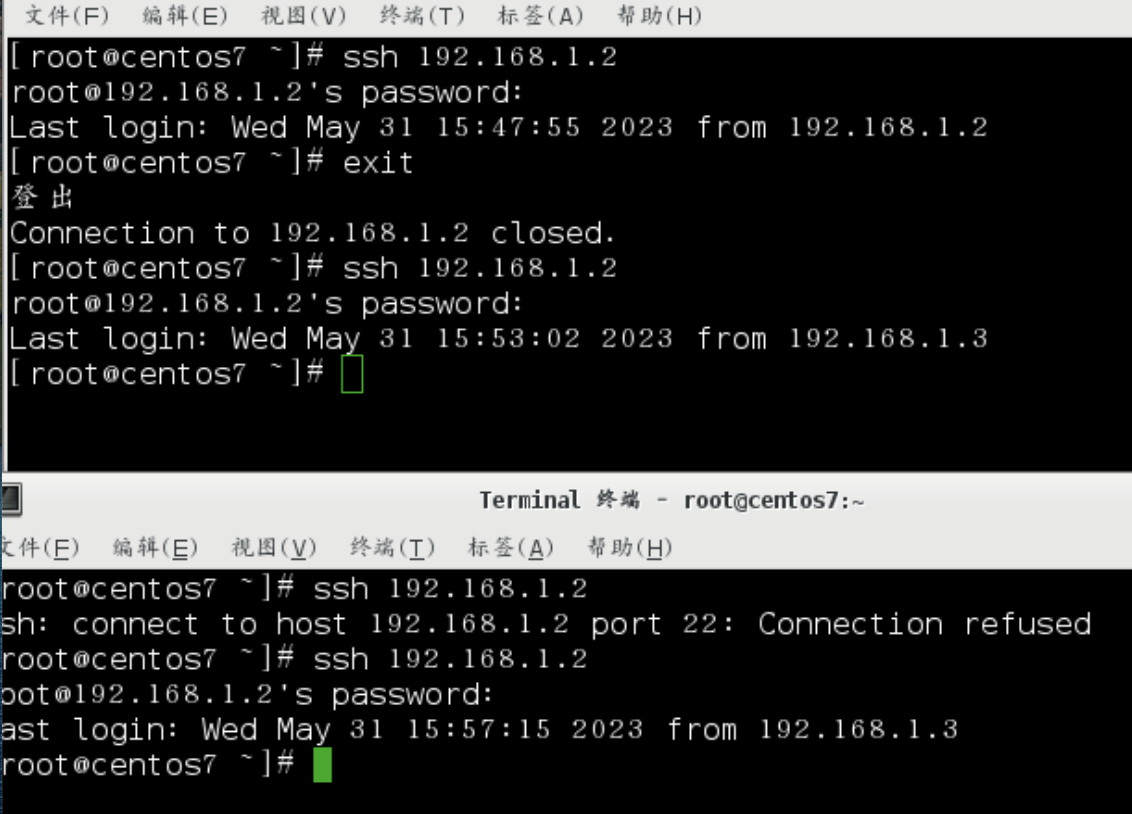 文件(F) 编辑(E) 视图(V) 终端(T) 标签(A) 帮助(H)
[root@centos7 ~]# ssh 192.168.1.2
root@192.168.1.2's password:
Last login: Wed May 31 15:47:55 2023 from 192.168.1.2
[root@centos7 ~]# exit
登出
Connection to 192.168.1.2 closed.
[root@centos7 ~]# ssh 192.168.1.2
root@192.168.1.2's password:
Last login: Wed May 31 15:53:02 2023 from 192.168.1.3
[root@centos7 ~]#
Terminal 终端 - root@centos7:~
文件(F) 编辑(E) 视图(V) 终端(T) 标签(A) 帮助(H)
root@centos7 ~]# ssh 192.168.1.2
sh: connect to host 192.168.1.2 port 22: Connection refused
root@centos7 ~]# ssh 192.168.1.2
oot@192.168.1.2's password:
ast login: Wed May 31 15:57:15 2023 from 192.168.1.3
root@centos7 ~]#